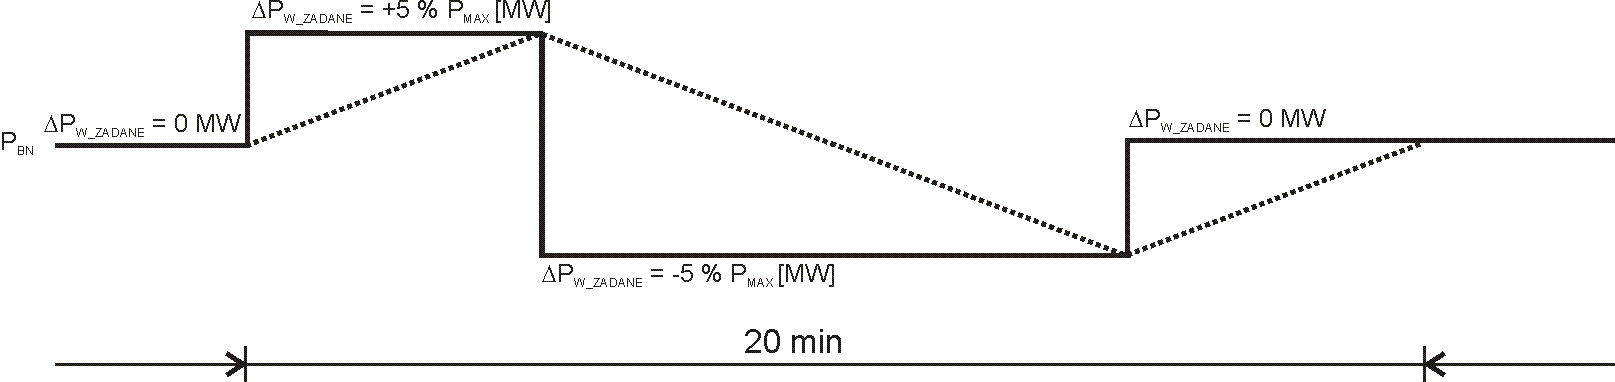 ΔP_W_ZADANE = +5 % P_MAX [MW]
ΔP_W_ZADANE = 0 MW
P_BN
ΔP_W_ZADANE = 0 MW
ΔP_W_ZADANE = -5 % P_MAX [MW]
20 min